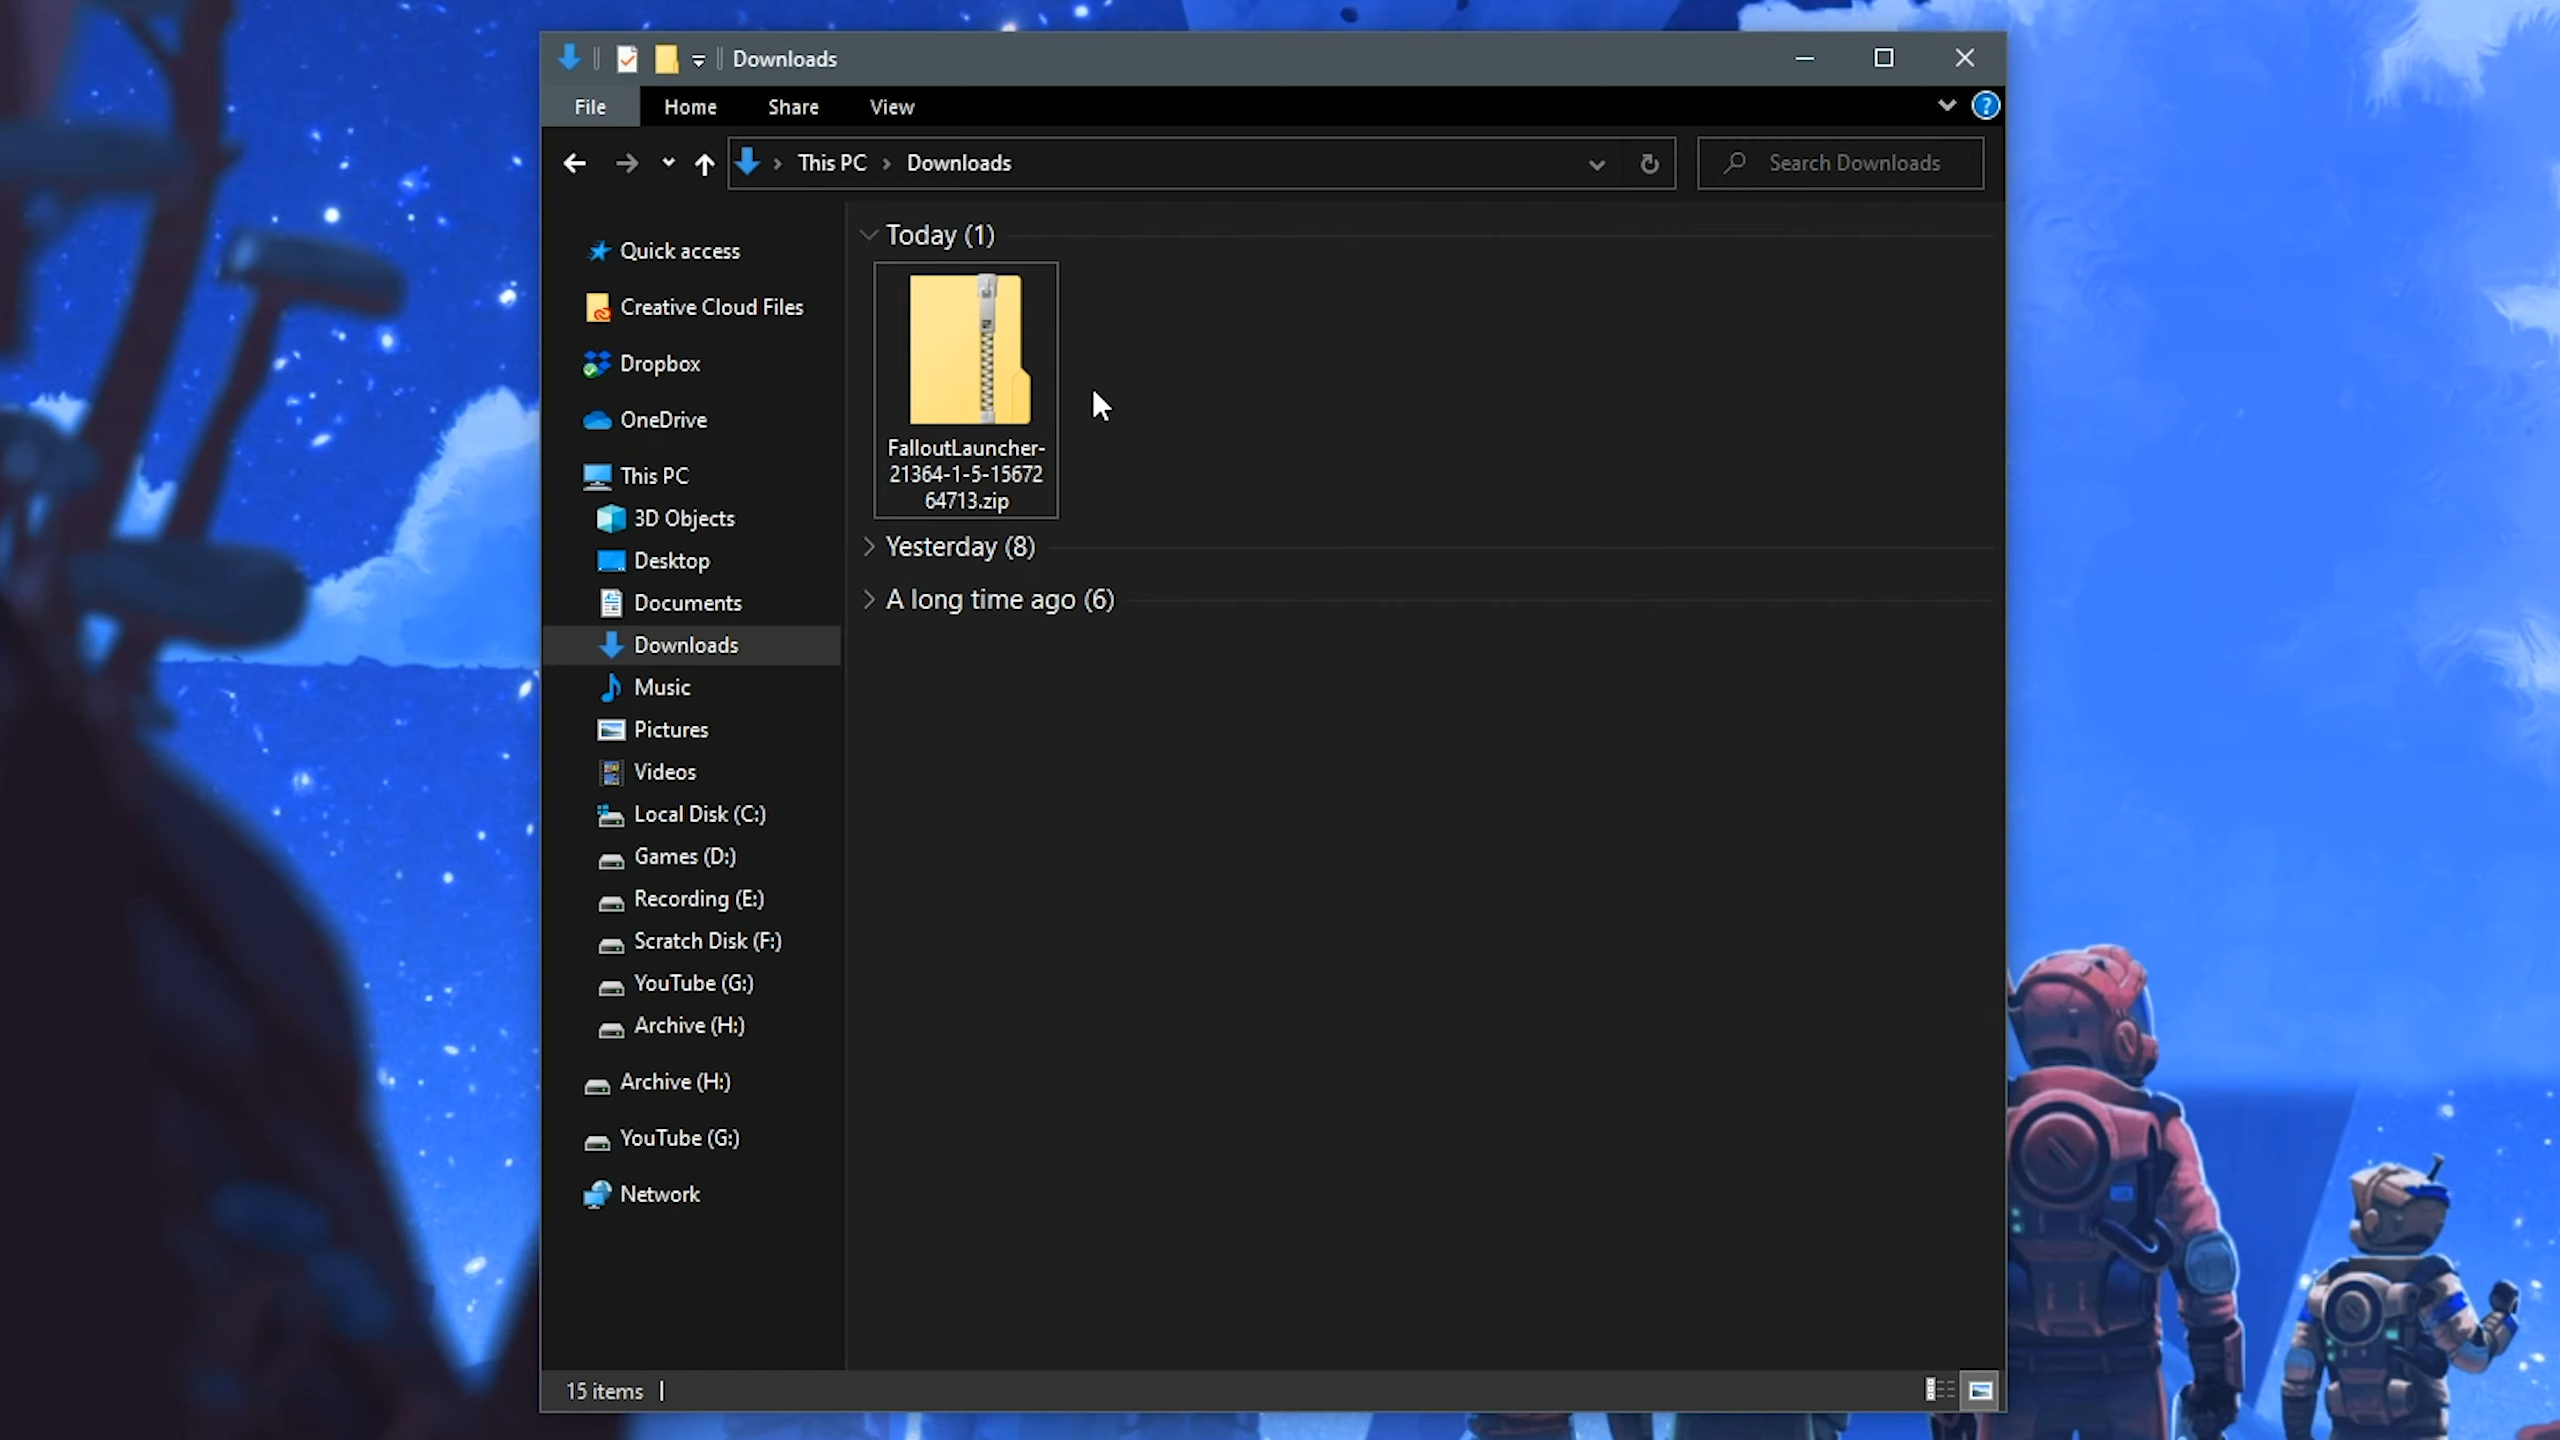 Downloads
File Home Share View
This PC Downloads
Search Downloads
Quick access
Creative Cloud Files
Dropbox
OneDrive
This PC
3D Objects
Desktop
Documents
Downloads
Music
Pictures
Videos
Local Disk (C:)
Games (D:)
Recording (E:)
Scratch Disk (F:)
YouTube (G:)
Archive (H:)
Archive (H:)
YouTube (G:)
Network
Today (1)
FalloutLauncher-
21364-1-5-15672
64713.zip
Yesterday (8)
A long time ago (6)
15 items